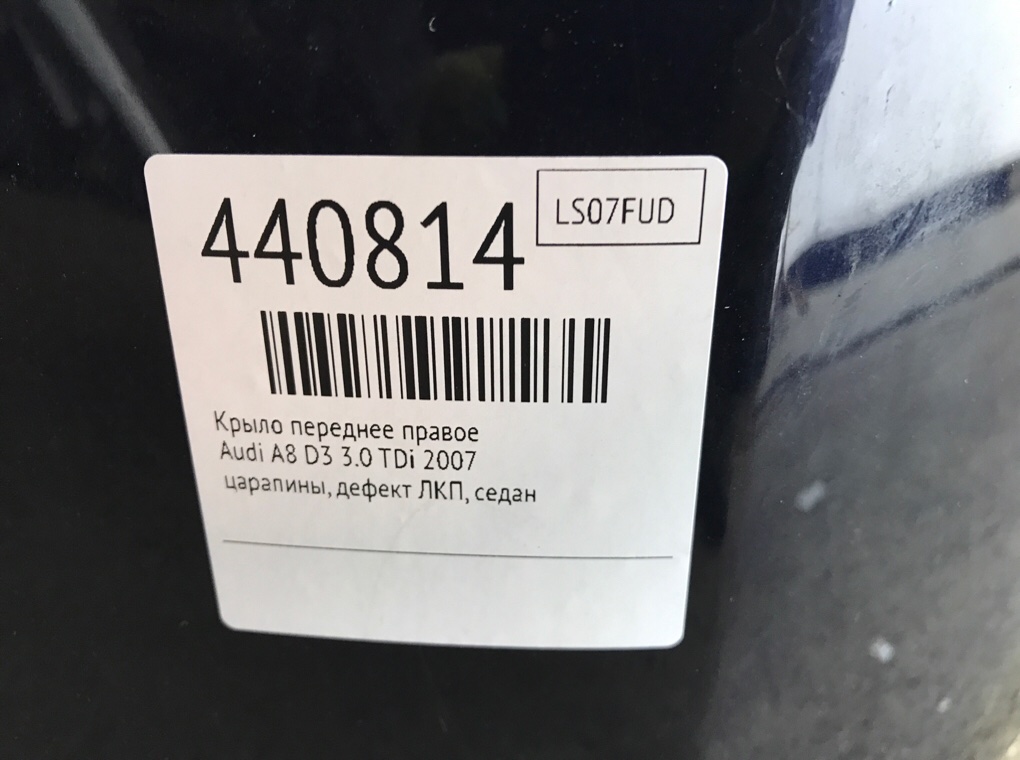 440814
LS07FUD
Крыло переднее правое
Audi A8 D3 3.0 TDi 2007
царапины, дефект ЛКП, седан